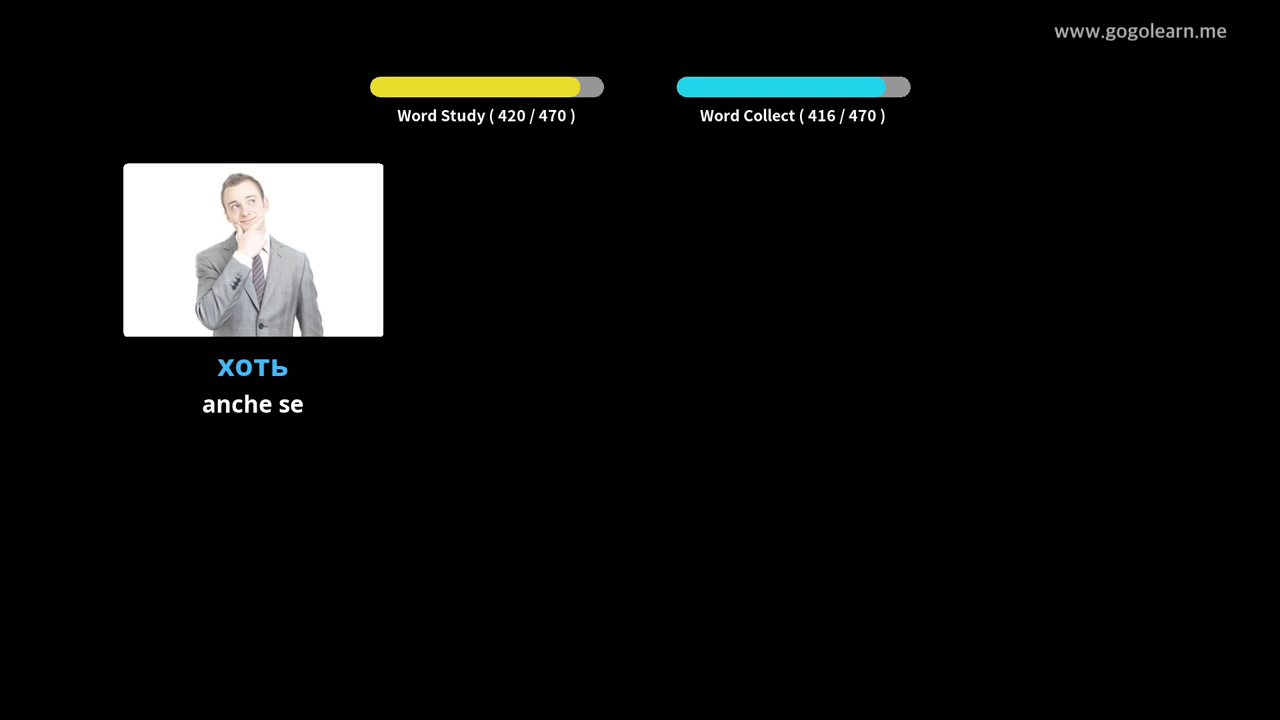 www.gogolearn.me
Word Study ( 420 / 470 )
Word Collect ( 416 / 470 )
хоть
anche se